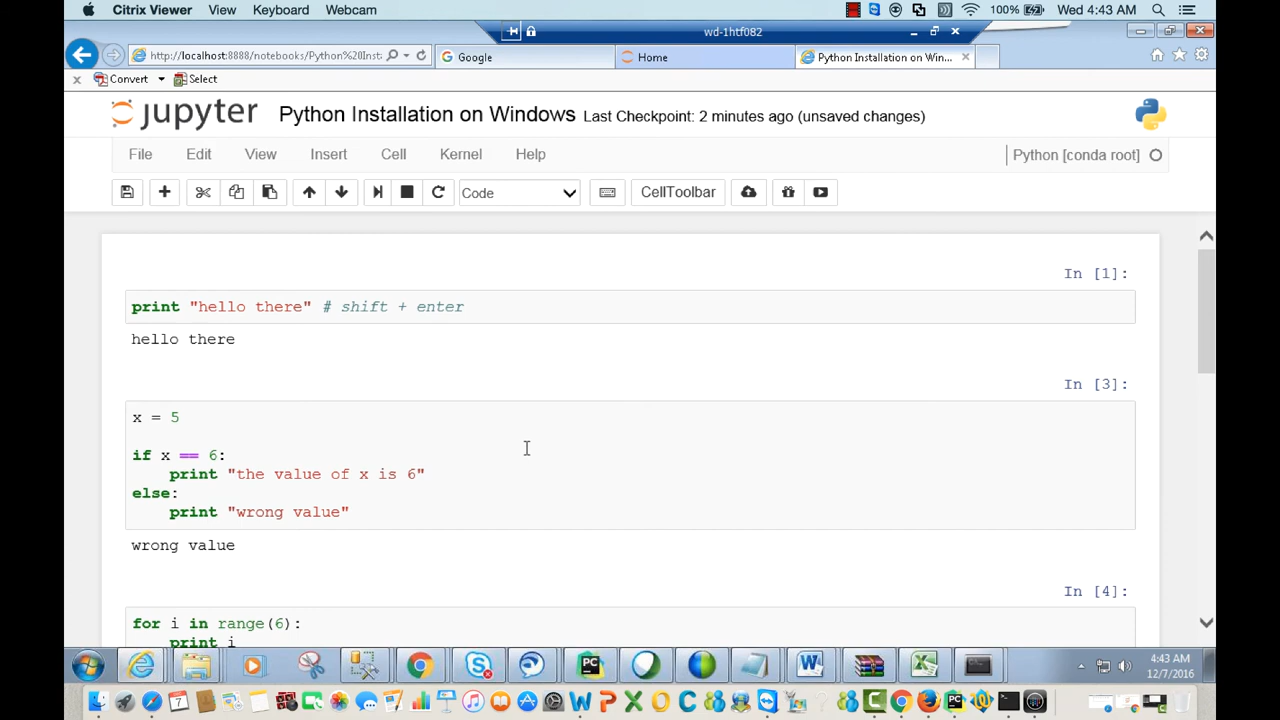 Citrix Viewer View Keyboard Webcam 100% Wed 4:43 AM
wd-1htf082
http://localhost:8888/notebooks/Python%20Inst Google Home Python Installation on Win...
x Convert Select
jupyter Python Installation on Windows Last Checkpoint: 2 minutes ago (unsaved changes)
File Edit View Insert Cell Kernel Help Python [conda root]
Code CellToolbar
In [1]:
print "hello there" # shift + enter
hello there
In [3]:
x = 5
if x == 6:
print "the value of x is 6"
else:
print "wrong value"
wrong value
In [4]:
for i in range(6):
print i
4:43 AM
12/7/2016